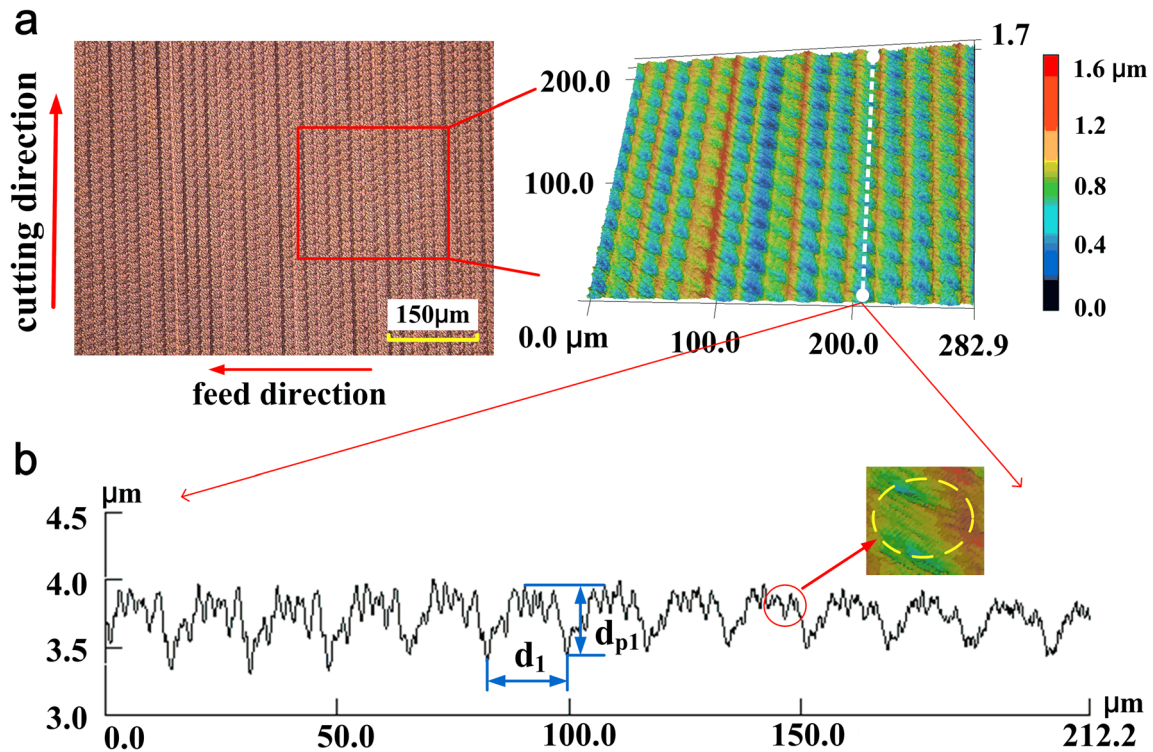 a
cutting direction
150μm
feed direction
200.0
100.0
0.0 μm
100.0
200.0
282.9
1.7
1.6 μm
1.2
0.8
0.4
0.0
b
μm
4.5
4.0
3.5
3.0
d1
dp1
0.0
50.0
100.0
150.0
212.2
μm